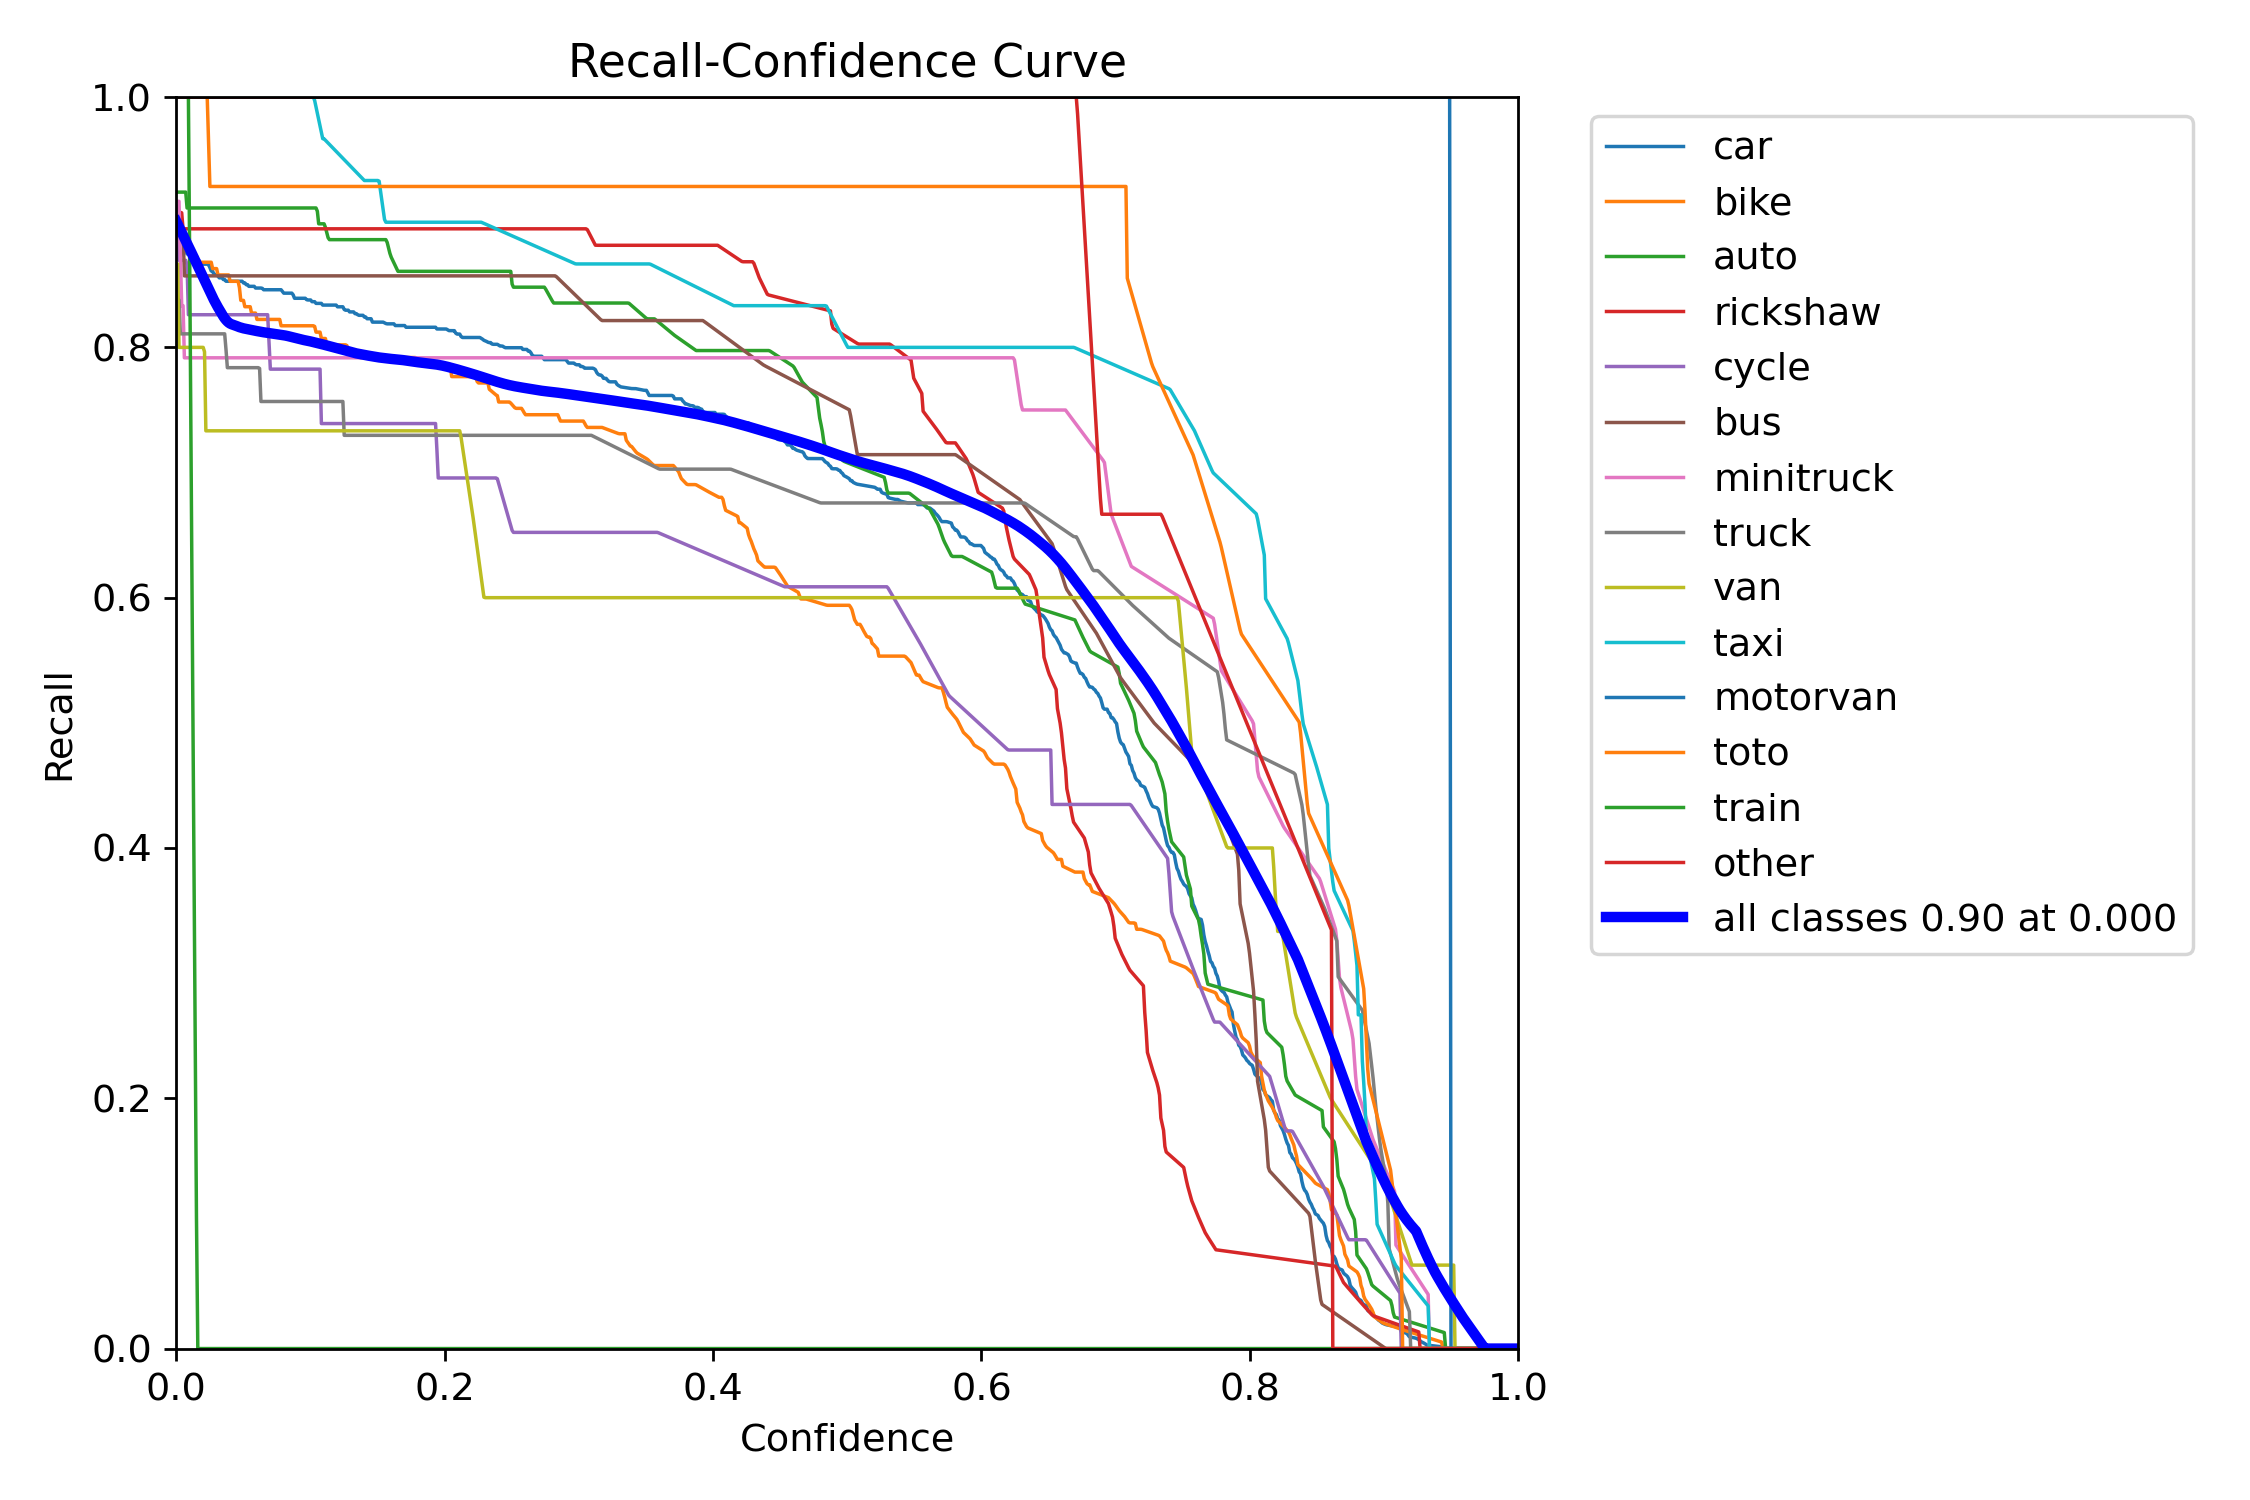 Recall-Confidence Curve
1.0
0.8
0.6
0.4
0.2
0.0
Recall
0.0 0.2 0.4 0.6 0.8 1.0
Confidence
car
bike
auto
rickshaw
cycle
bus
minitruck
truck
van
taxi
motorvan
toto
train
other
all classes 0.90 at 0.000